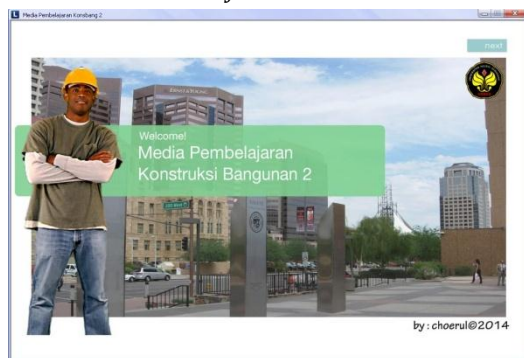 Media Pembelajaran Konsbang 2
next
Welcome!
Media Pembelajaran
Konstruksi Bangunan 2
by : choerul©2014